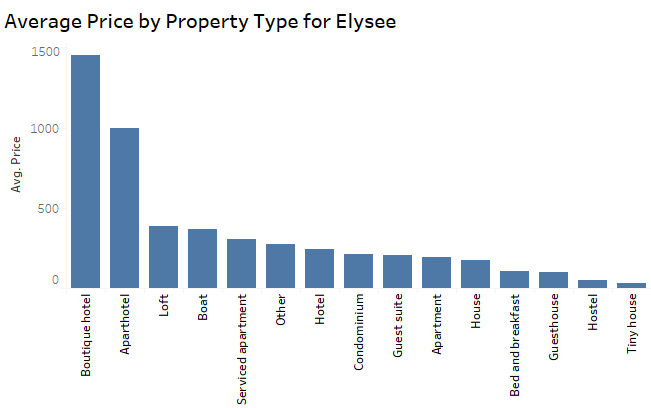 Average Price by Property Type for Elysee
1500
1000
500
0
Avg. Price
Boutique hotel
Aparthotel
Loft
Boat
Serviced apartment
Other
Hotel
Condominium
Guest suite
Apartment
House
Bed and breakfast
Guesthouse
Hostel
Tiny house